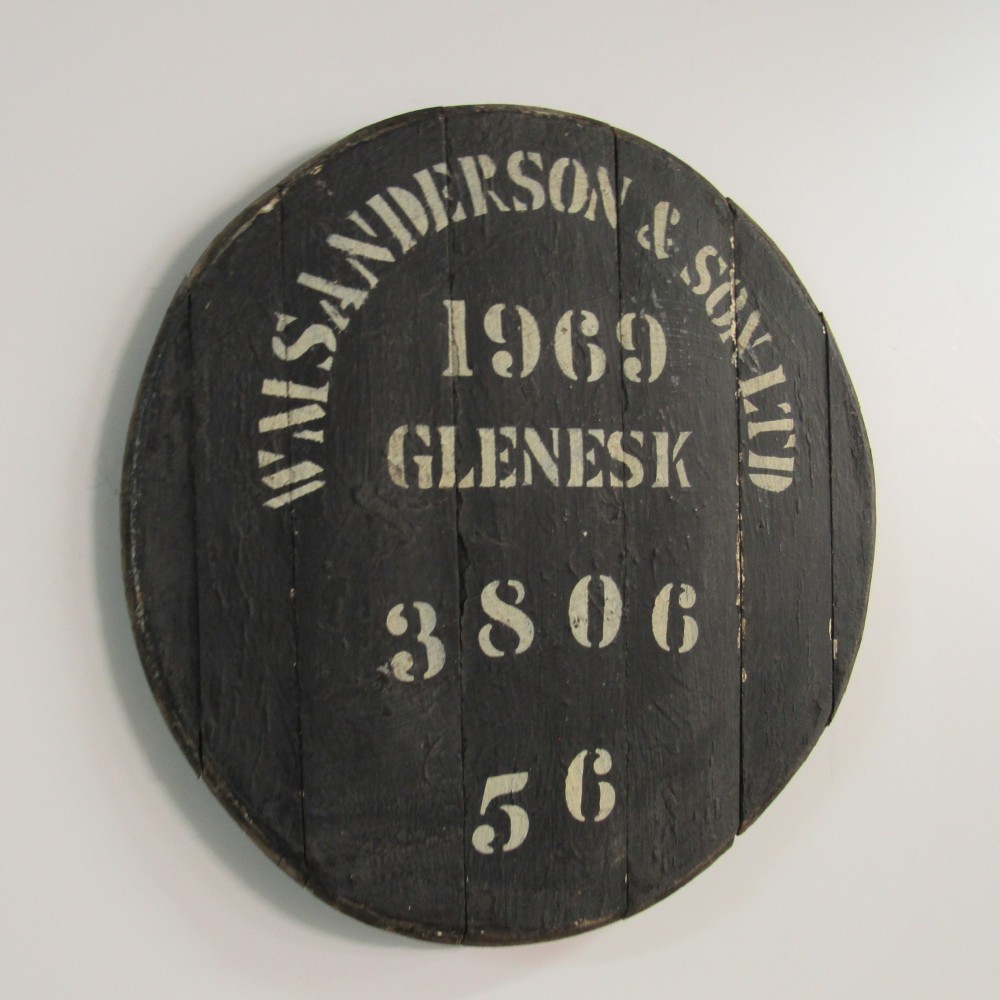 WM SANDERSON & SON LTD
1969
GLENESK
3806
56